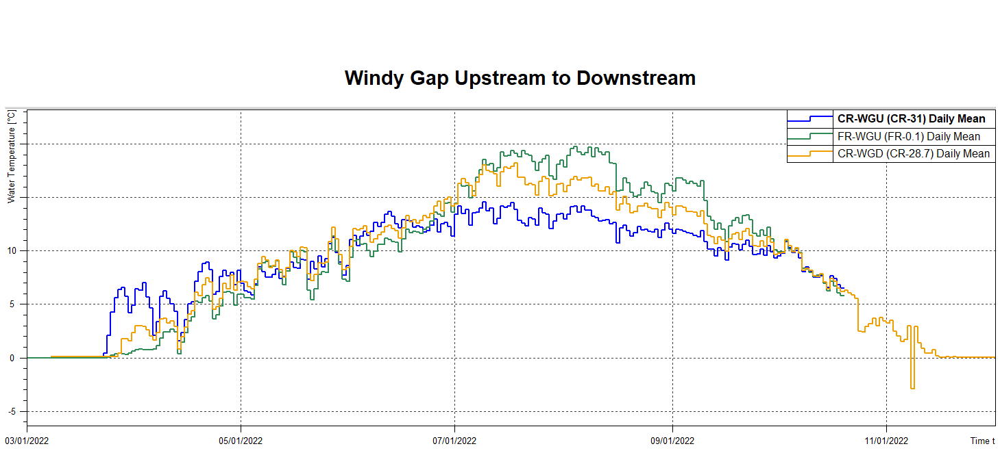 Windy Gap Upstream to Downstream
Water Temperature [°C]
CR-WGU (CR-31) Daily Mean
FR-WGU (FR-0.1) Daily Mean
CR-WGD (CR-28.7) Daily Mean
10
5
0
-5
03/01/2022 05/01/2022 07/01/2022 09/01/2022 11/01/2022 Time t